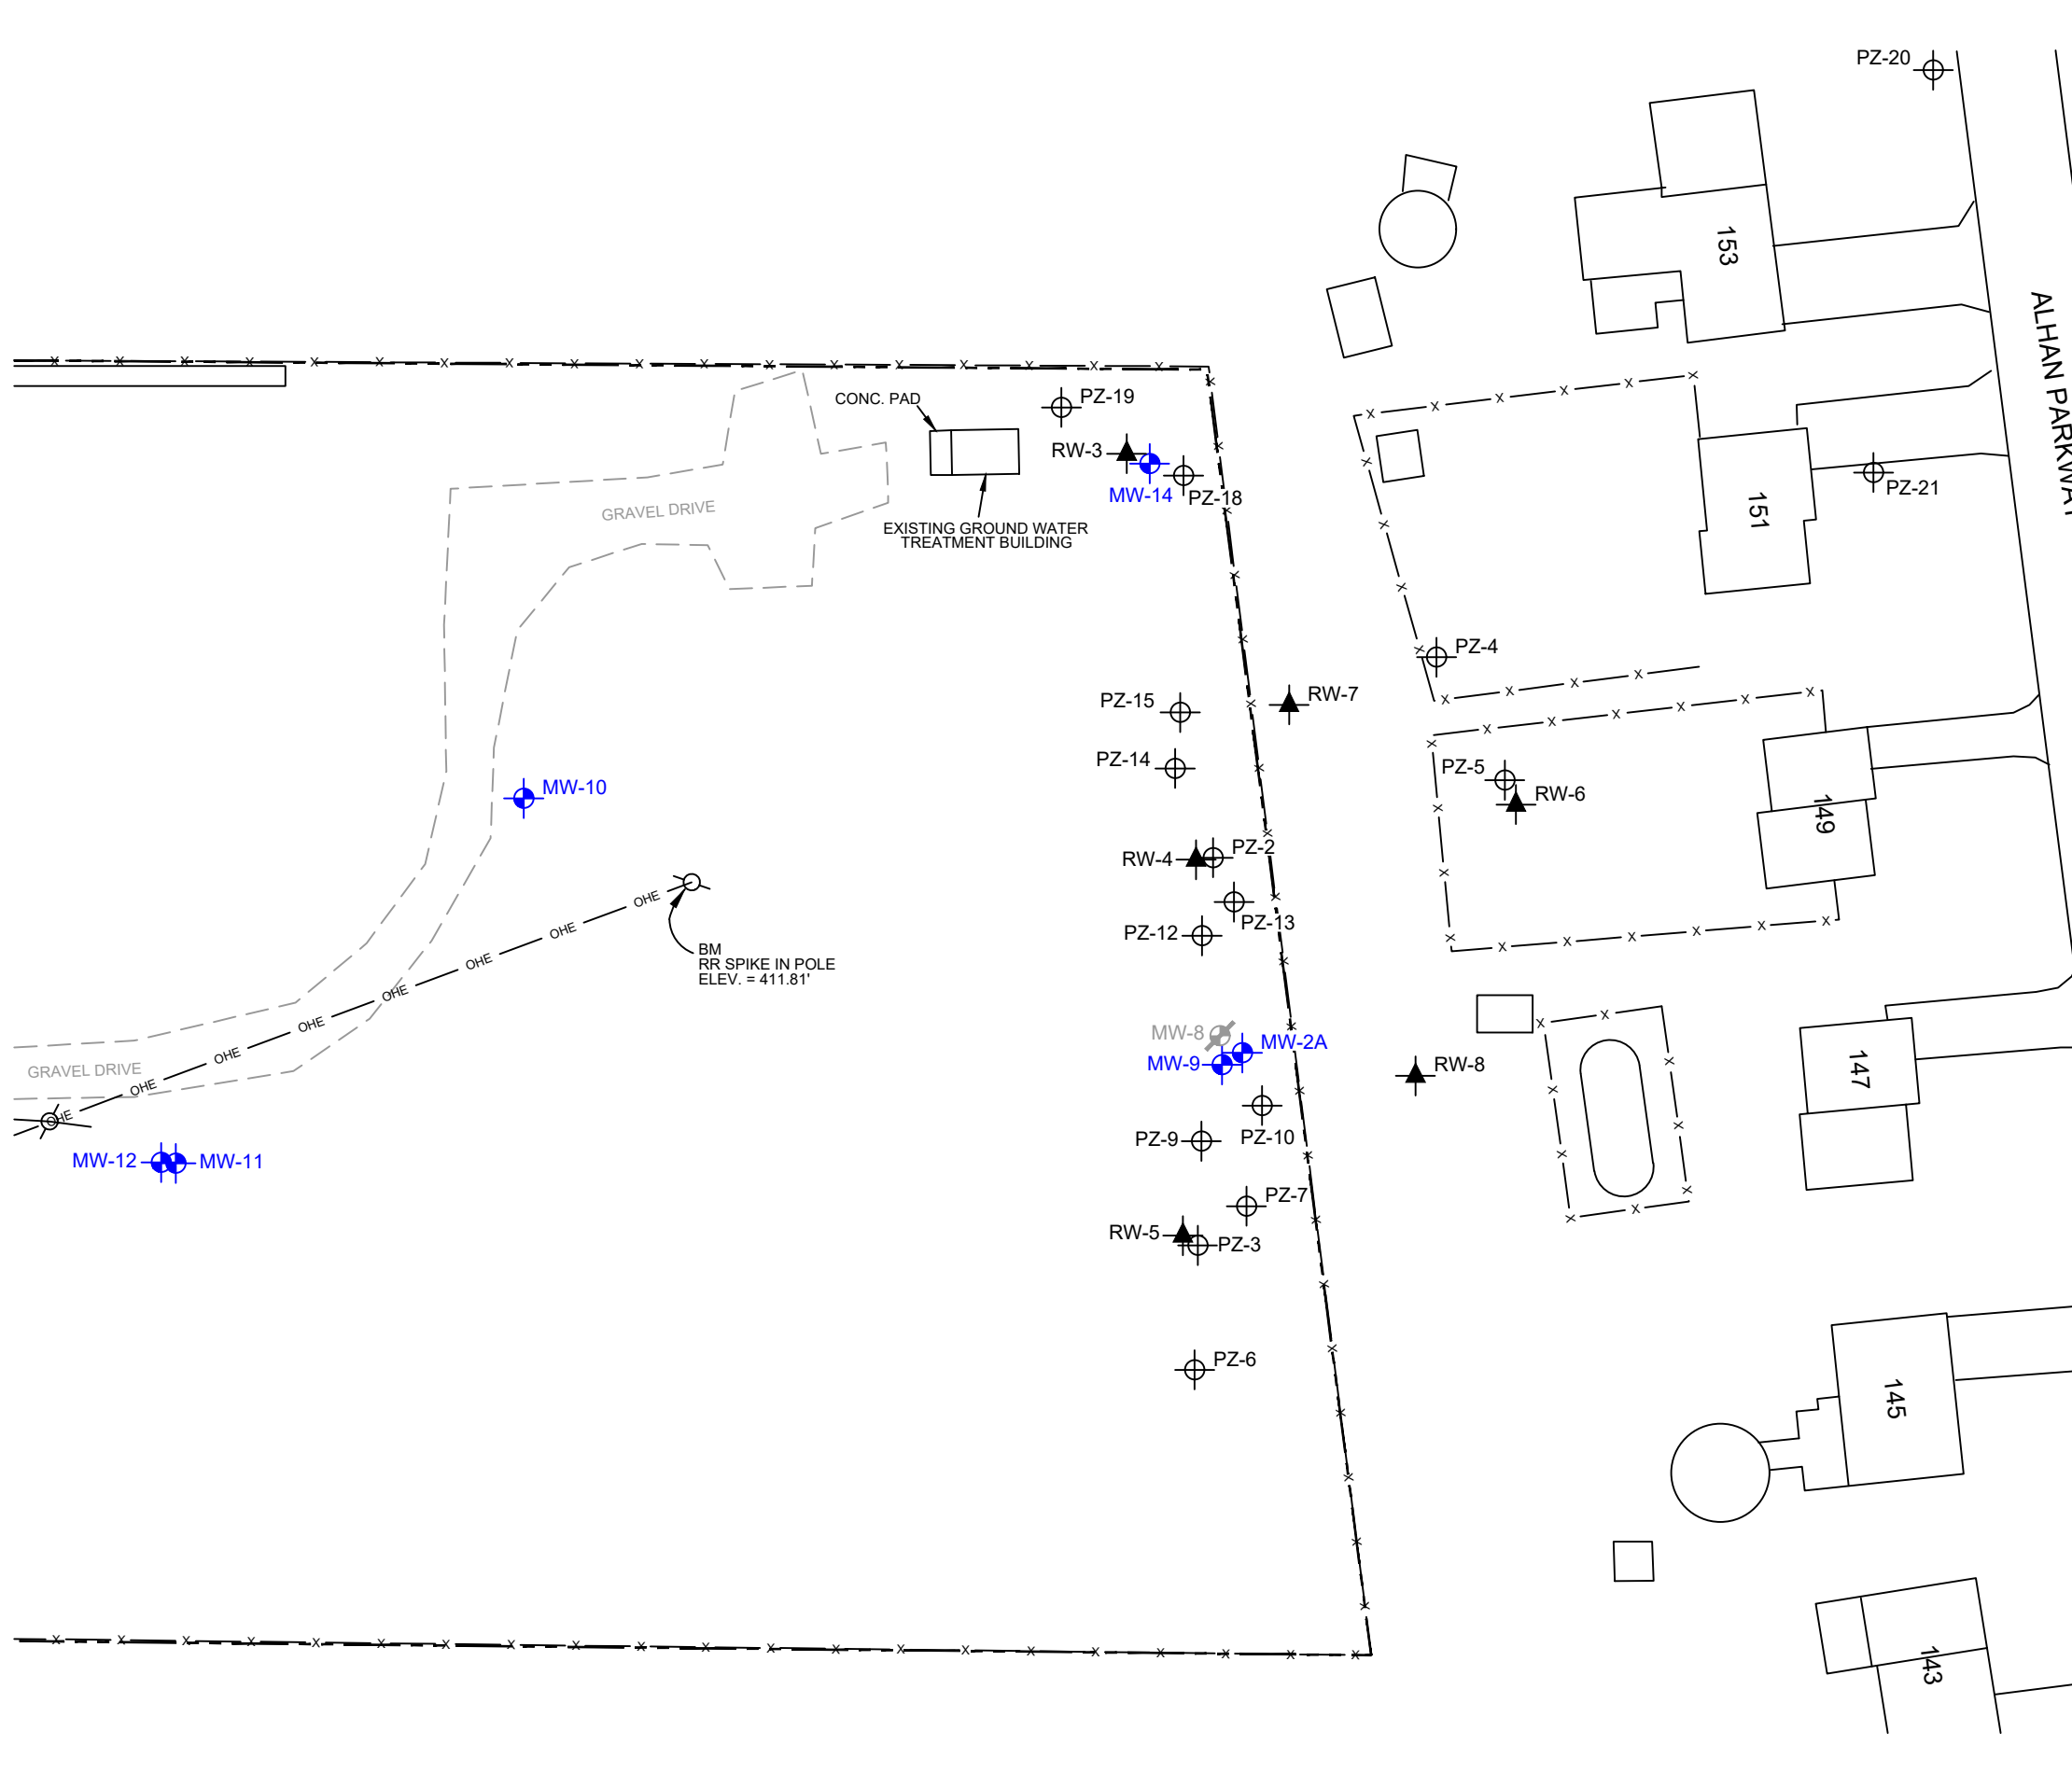 PZ-20
153
ALHAN PARKWAY
CONC. PAD
PZ-19
RW-3
MW-14
PZ-18
GRAVEL DRIVE
EXISTING GROUND WATER
TREATMENT BUILDING
151
PZ-21
PZ-4
PZ-15
RW-7
PZ-14
PZ-5
RW-6
MW-10
149
RW-4
PZ-2
OHE
OHE
PZ-13
PZ-12
BM
RR SPIKE IN POLE
ELEV. = 411.81'
OHE
OHE
OHE
OHE
OHE
OHE
MW-8
MW-2A
MW-9
RW-8
147
GRAVEL DRIVE
PZ-10
PZ-9
MW-12
MW-11
PZ-7
RW-5
PZ-3
PZ-6
145
143